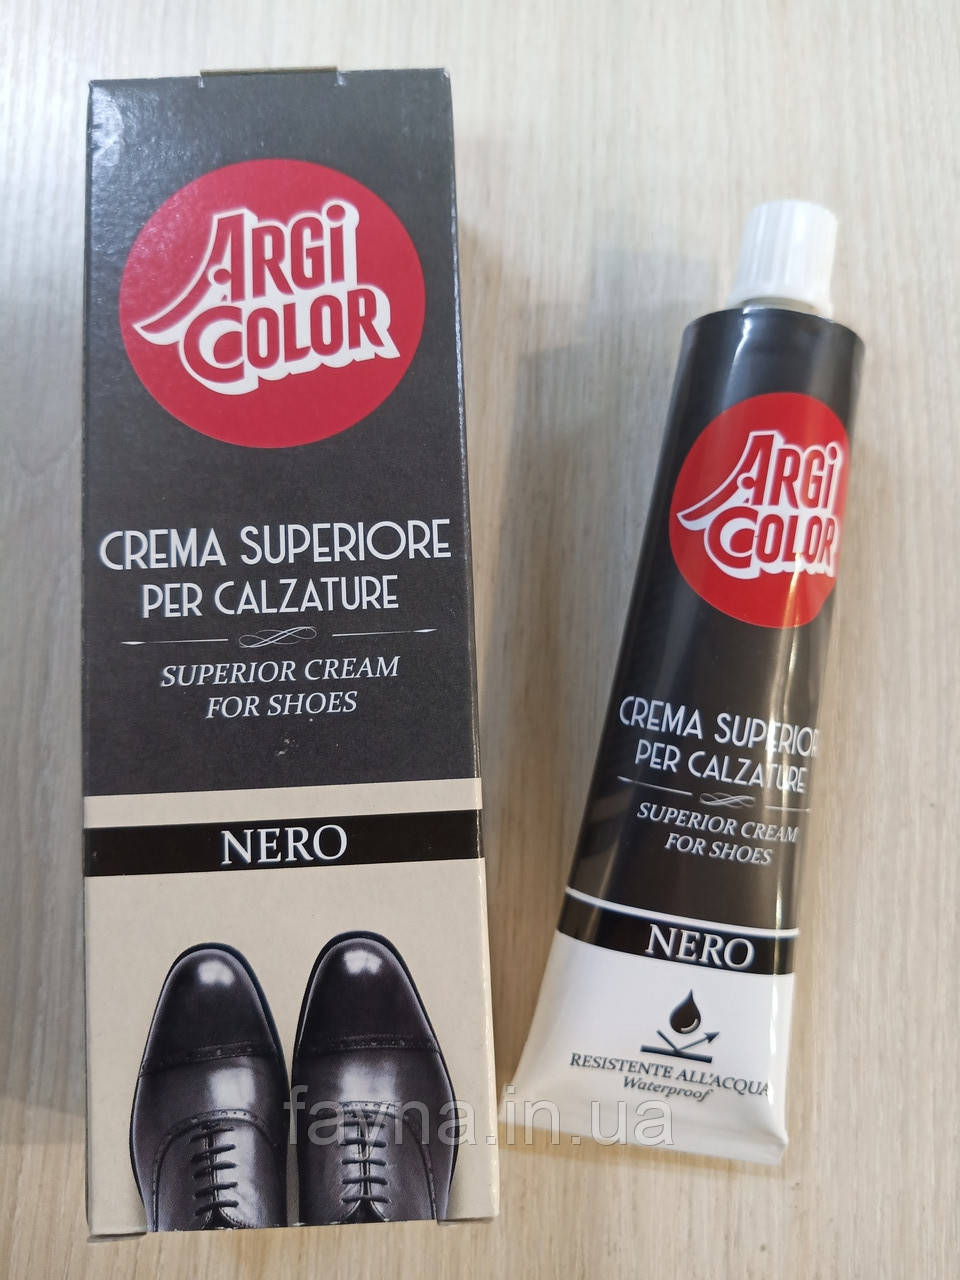 ARGI
COLOR
CREMA SUPERIORE
PER CALZATURE
SUPERIOR CREAM
FOR SHOES
NERO
ARGI
COLOR
CREMA SUPERIOR
PER CALZATURE
SUPERIOR CREAM
FOR SHOES
NERO
RESISTENTE ALL'ACQUA
Waterproof
fayna.in.ua